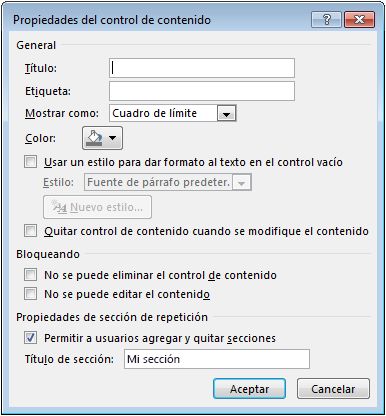 Propiedades del control de contenido
General
Título:
Etiqueta:
Mostrar como: Cuadro de límite
Color:
Usar un estilo para dar formato al texto en el control vacío
Estilo: Fuente de párrafo predeter.
Nuevo estilo...
Quitar control de contenido cuando se modifique el contenido
Bloqueando
No se puede eliminar el control de contenido
No se puede editar el contenido
Propiedades de sección de repetición
Permitir a usuarios agregar y quitar secciones
Título de sección: Mi sección
Aceptar Cancelar